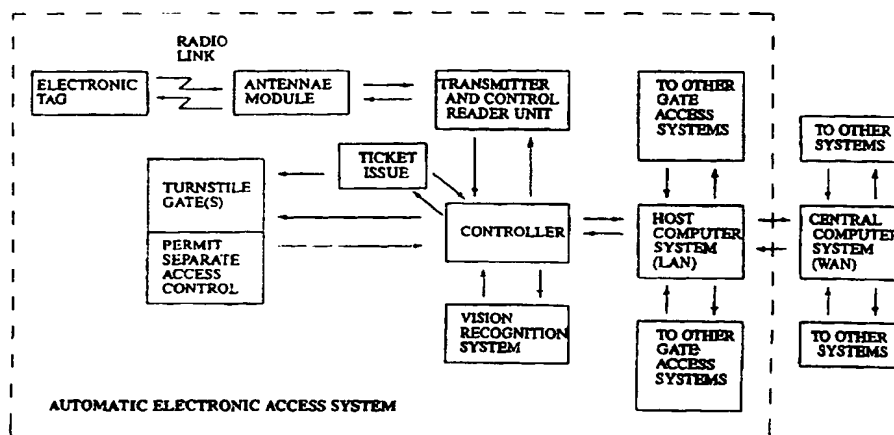 RADIO
LINK
ELECTRONIC
TAG
ANTENNAE
MODULE
TRANSMITTER
AND CONTROL
READER UNIT
TO OTHER
GATE
ACCESS
SYSTEMS
TO OTHER
SYSTEMS
TICKET
ISSUE
TURNSTILE
GATE(S)
PERMIT
SEPARATE
ACCESS
CONTROL
CONTROLLER
HOST
COMPUTER
SYSTEM
(LAN)
CENTRAL
COMPUTER
SYSTEM
(WAN)
VISION
RECOGNITION
SYSTEM
TO OTHER
GATE
ACCESS
SYSTEMS
TO OTHER
SYSTEMS
AUTOMATIC ELECTRONIC ACCESS SYSTEM